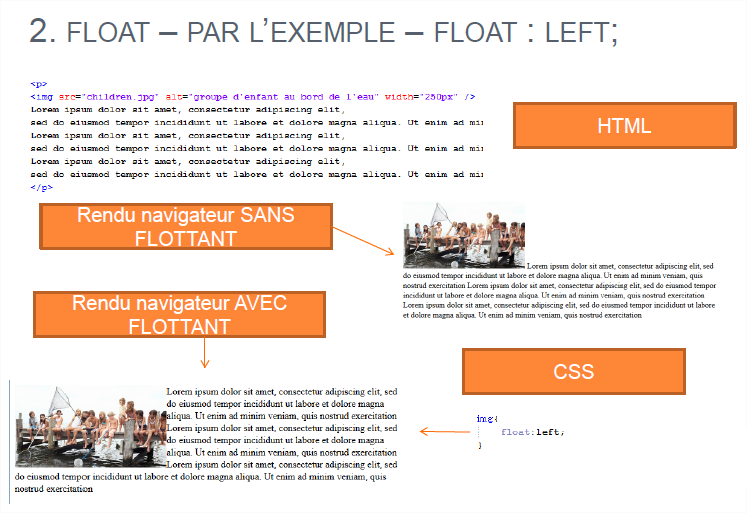 2. FLOAT – PAR L'EXEMPLE – FLOAT : LEFT;
<p>
<img src="children.jpg" alt="groupe d'enfant au bord de l'eau" width="250px" />
Lorem ipsum dolor sit amet, consectetur adipiscing elit,
sed do eiusmod tempor incididunt ut labore et dolore magna aliqua. Ut enim ad mi
Lorem ipsum dolor sit amet, consectetur adipiscing elit,
sed do eiusmod tempor incididunt ut labore et dolore magna aliqua. Ut enim ad mi
Lorem ipsum dolor sit amet, consectetur adipiscing elit,
sed do eiusmod tempor incididunt ut labore et dolore magna aliqua. Ut enim ad mi
</p>
HTML
Rendu navigateur SANS
FLOTTANT
Lorem ipsum dolor sit amet, consectetur adipiscing elit, sed
do eiusmod tempor incididunt ut labore et dolore magna aliqua. Ut enim ad minim veniam, quis
nostrud exercitation Lorem ipsum dolor sit amet, consectetur adipiscing elit, sed do eiusmod tempor
incididunt ut labore et dolore magna aliqua. Ut enim ad minim veniam, quis nostrud exercitation
Lorem ipsum dolor sit amet, consectetur adipiscing elit, sed do eiusmod tempor incididunt ut labore
et dolore magna aliqua. Ut enim ad minim veniam, quis nostrud exercitation
Rendu navigateur AVEC
FLOTTANT
CSS
Lorem ipsum dolor sit amet, consectetur adipiscing elit, sed
do eiusmod tempor incididunt ut labore et dolore magna
aliqua. Ut enim ad minim veniam, quis nostrud exercitation
Lorem ipsum dolor sit amet, consectetur adipiscing elit, sed
do eiusmod tempor incididunt ut labore et dolore magna
aliqua. Ut enim ad minim veniam, quis nostrud exercitation
Lorem ipsum dolor sit amet, consectetur adipiscing elit, sed
do eiusmod tempor incididunt ut labore et dolore magna aliqua. Ut enim ad minim veniam, quis
nostrud exercitation
img{
float:left;
}